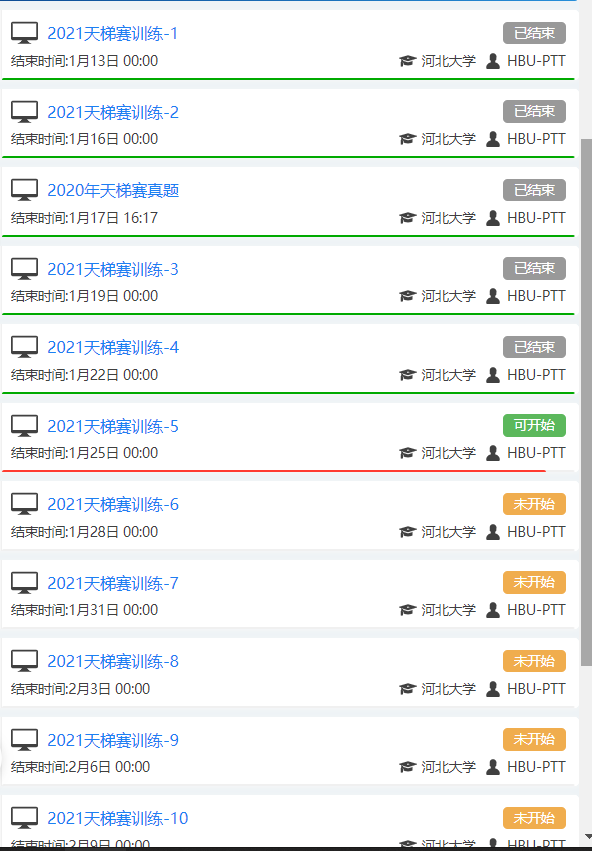 2021天梯赛训练-1 已结束
结束时间:1月13日 00:00 河北大学 HBU-PTT
2021天梯赛训练-2 已结束
结束时间:1月16日 00:00 河北大学 HBU-PTT
2020年天梯赛真题 已结束
结束时间:1月17日 16:17 河北大学 HBU-PTT
2021天梯赛训练-3 已结束
结束时间:1月19日 00:00 河北大学 HBU-PTT
2021天梯赛训练-4 已结束
结束时间:1月22日 00:00 河北大学 HBU-PTT
2021天梯赛训练-5 可开始
结束时间:1月25日 00:00 河北大学 HBU-PTT
2021天梯赛训练-6 未开始
结束时间:1月28日 00:00 河北大学 HBU-PTT
2021天梯赛训练-7 未开始
结束时间:1月31日 00:00 河北大学 HBU-PTT
2021天梯赛训练-8 未开始
结束时间:2月3日 00:00 河北大学 HBU-PTT
2021天梯赛训练-9 未开始
结束时间:2月6日 00:00 河北大学 HBU-PTT
2021天梯赛训练-10 未开始
结束时间:2月9日 00:00 河北大学 HBU-PTT